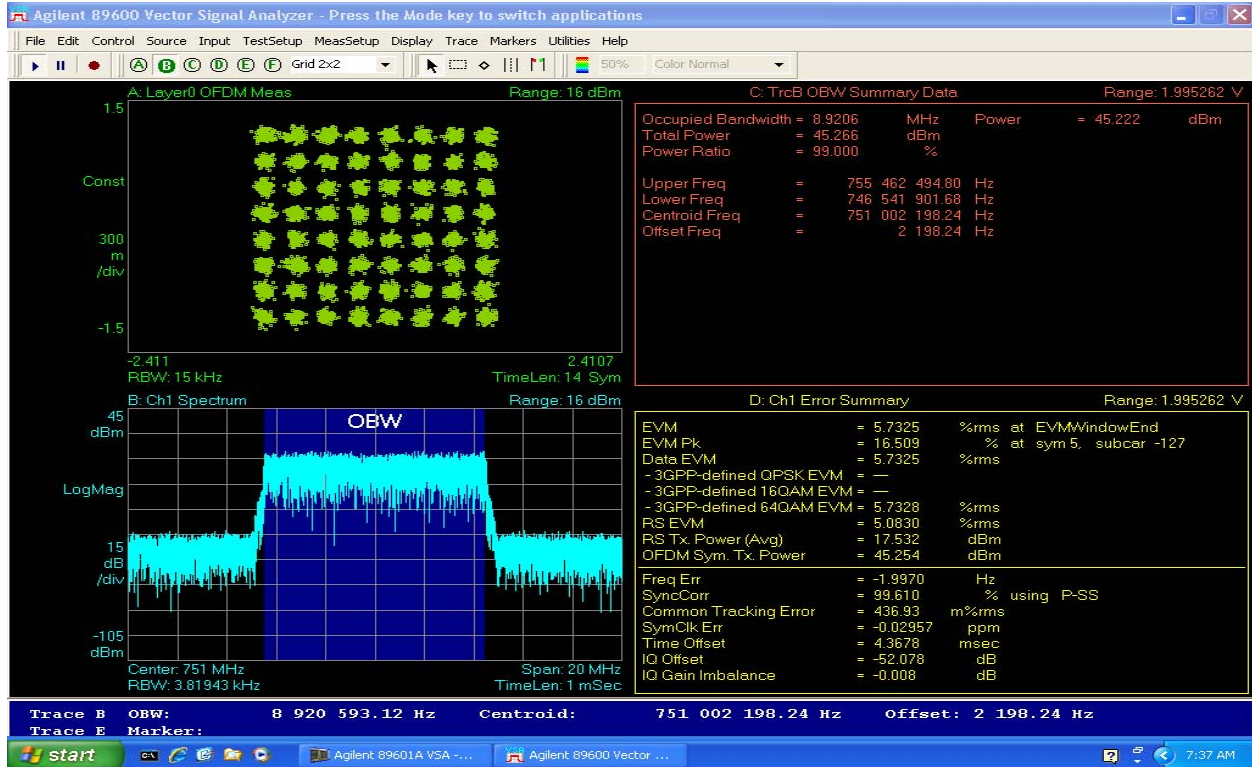 Agilent 89600 Vector Signal Analyzer - Press the Mode key to switch applications
File Edit Control Source Input TestSetup MeasSetup Display Trace Markers Utilities Help
A B C D E F Grid 2x2 50% Color Normal
A: Layer0 OFDM Meas Range: 16 dBm
1.5
Const
300
m
/div
-1.5
-2.411 2.4107
RBW: 15 kHz TimeLen: 14 Sym
C: TrcB OBW Summary Data Range: 1.995262 V
Occupied Bandwidth = 8.9206 MHz Power = 45.222 dBm
Total Power = 45.266 dBm
Power Ratio = 99.000 %
Upper Freq = 755 462 494.80 Hz
Lower Freq = 746 541 901.68 Hz
Centroid Freq = 751 002 198.24 Hz
Offset Freq = 2 198.24 Hz
B: Ch1 Spectrum Range: 16 dBm
45
dBm
OBW
LogMag
15
dB
/div
-105
dBm
Center: 751 MHz Span: 20 MHz
RBW: 3.81943 kHz TimeLen: 1 mSec
D: Ch1 Error Summary Range: 1.995262 V
EVM = 5.7325 %rms at EVMWindowEnd
EVM Pk = 16.509 % at sym 5, subcar -127
Data EVM = 5.7325 %rms
- 3GPP-defined QPSK EVM = —
- 3GPP-defined 16QAM EVM = —
- 3GPP-defined 64QAM EVM = 5.7328 %rms
RS EVM = 5.0830 %rms
RS Tx. Power (Avg) = 17.532 dBm
OFDM Sym. Tx. Power = 45.254 dBm
Freq Err = -1.9970 Hz
SyncCorr = 99.610 % using P-SS
Common Tracking Error = 436.93 m%rms
SymClk Err = -0.02957 ppm
Time Offset = 4.3678 msec
IQ Offset = -52.078 dB
IQ Gain Imbalance = -0.008 dB
Trace B OBW: 8 920 593.12 Hz Centroid: 751 002 198.24 Hz Offset: 2 198.24 Hz
Trace E Marker:
start Agilent 89601A VSA -... Agilent 89600 Vector ... 7:37 AM